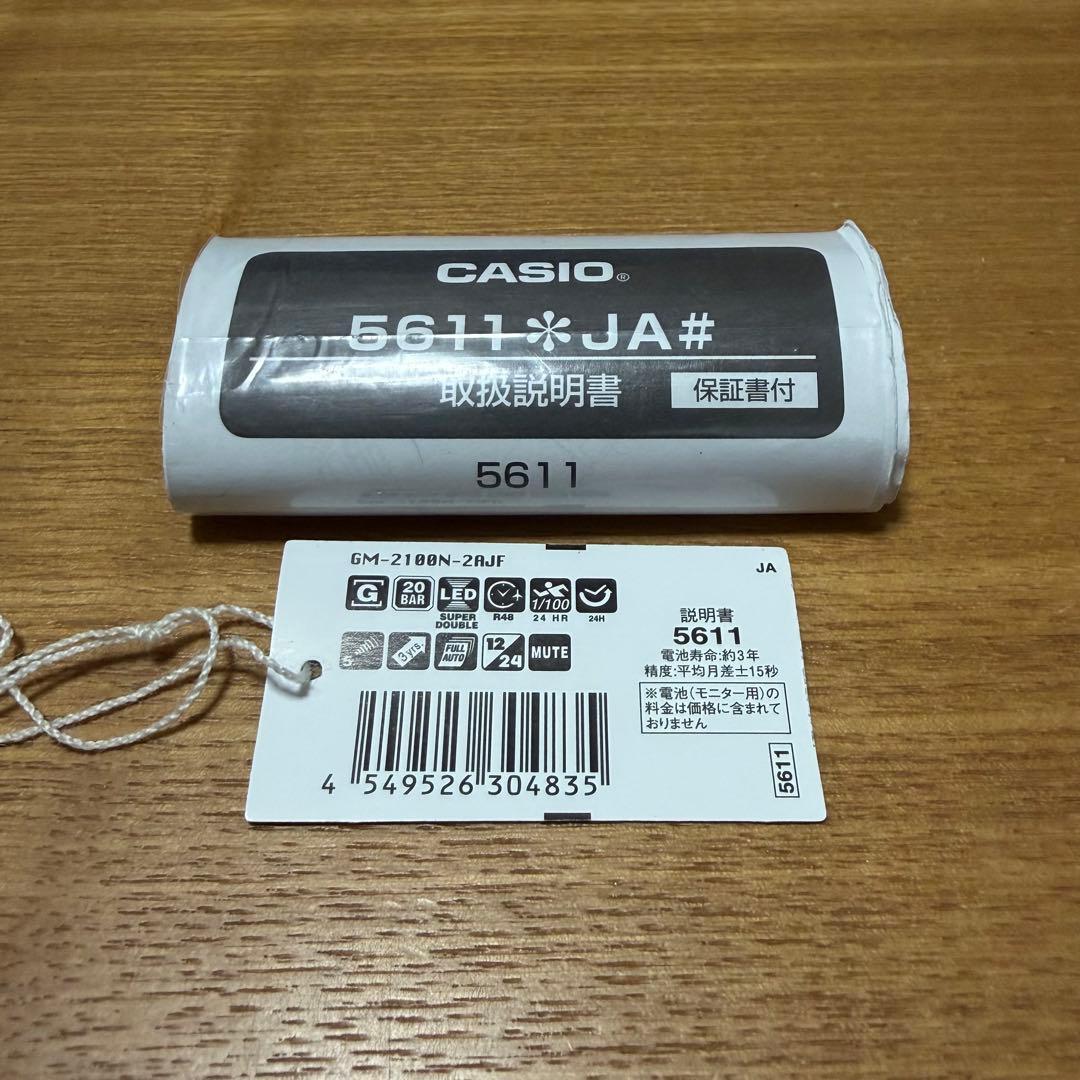 CASIO®
5611✽JA#
取扱説明書 保証書付
5611
GM-2100N-2AJF
JA
G 20 BAR LED SUPER DOUBLE R48 1/100 24 HR 24H
5 3 yrs. FULL AUTO 12/24 MUTE
説明書
5611
電池寿命:約3年
精度:平均月差±15秒
※電池(モニター用)の
料金は価格に含まれて
おりません
5611
4 549526 304835